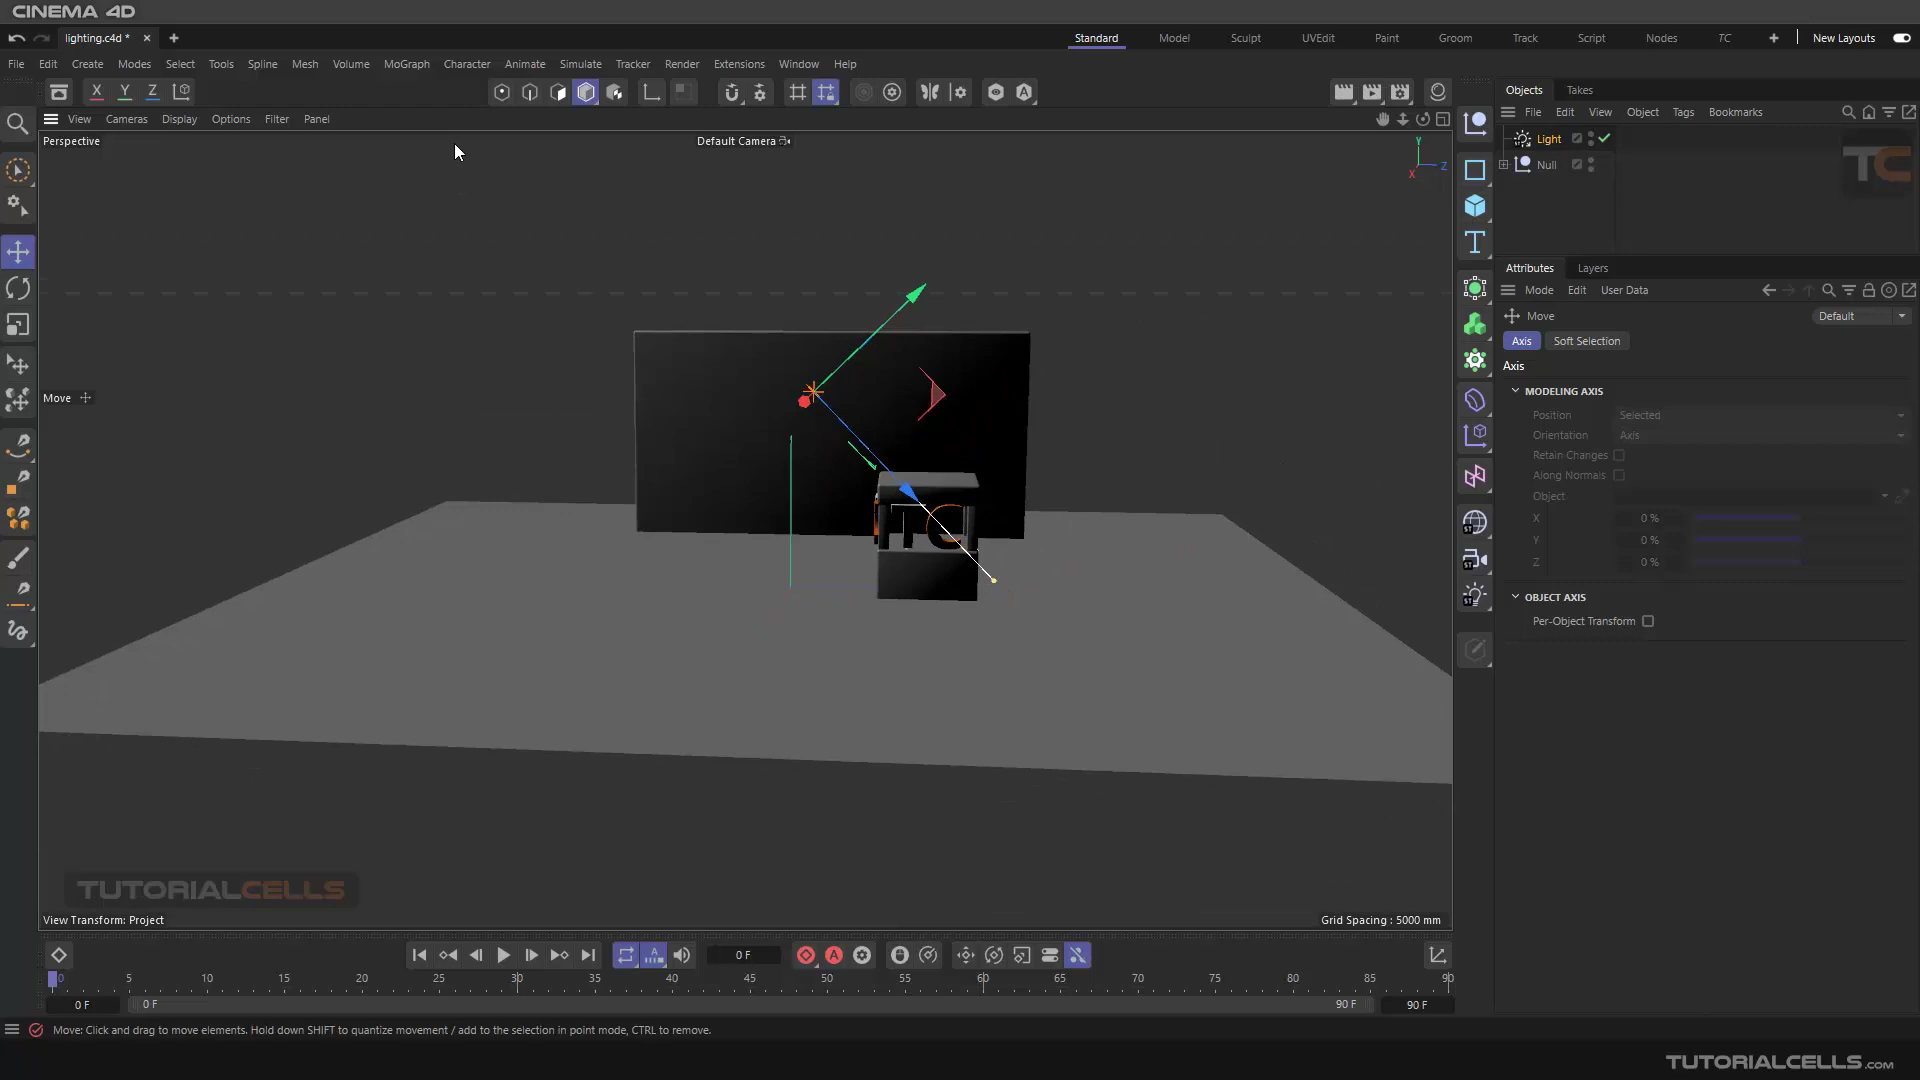 CINEMA 4D
lighting.c4d *
Standard
Model
Sculpt
UVEdit
Paint
Groom
Track
Script
Nodes
TC
New Layouts
File Edit Create Modes Select Tools Spline Mesh Volume MoGraph Character Animate Simulate Tracker Render Extensions Window Help
X Y Z
View Cameras Display Options Filter Panel
Perspective
Default Camera
Y
Z
X
Move
TC
TUTORIALCELLS
View Transform: Project
Grid Spacing : 5000 mm
Objects Takes
File Edit View Object Tags Bookmarks
Light
Null
TC
Attributes Layers
Mode Edit User Data
Move
Default
Axis Soft Selection
Axis
MODELING AXIS
Position Selected
Orientation Axis
Retain Changes
Along Normals
Object
X 0 %
Y 0 %
Z 0 %
OBJECT AXIS
Per-Object Transform
0 F
0 5 10 15 20 25 30 35 40 45 50 55 60 65 70 75 80 85 90
0 F 0 F 90 F 90 F
Move: Click and drag to move elements. Hold down SHIFT to quantize movement / add to the selection in point mode, CTRL to remove.
TUTORIALCELLS.COM